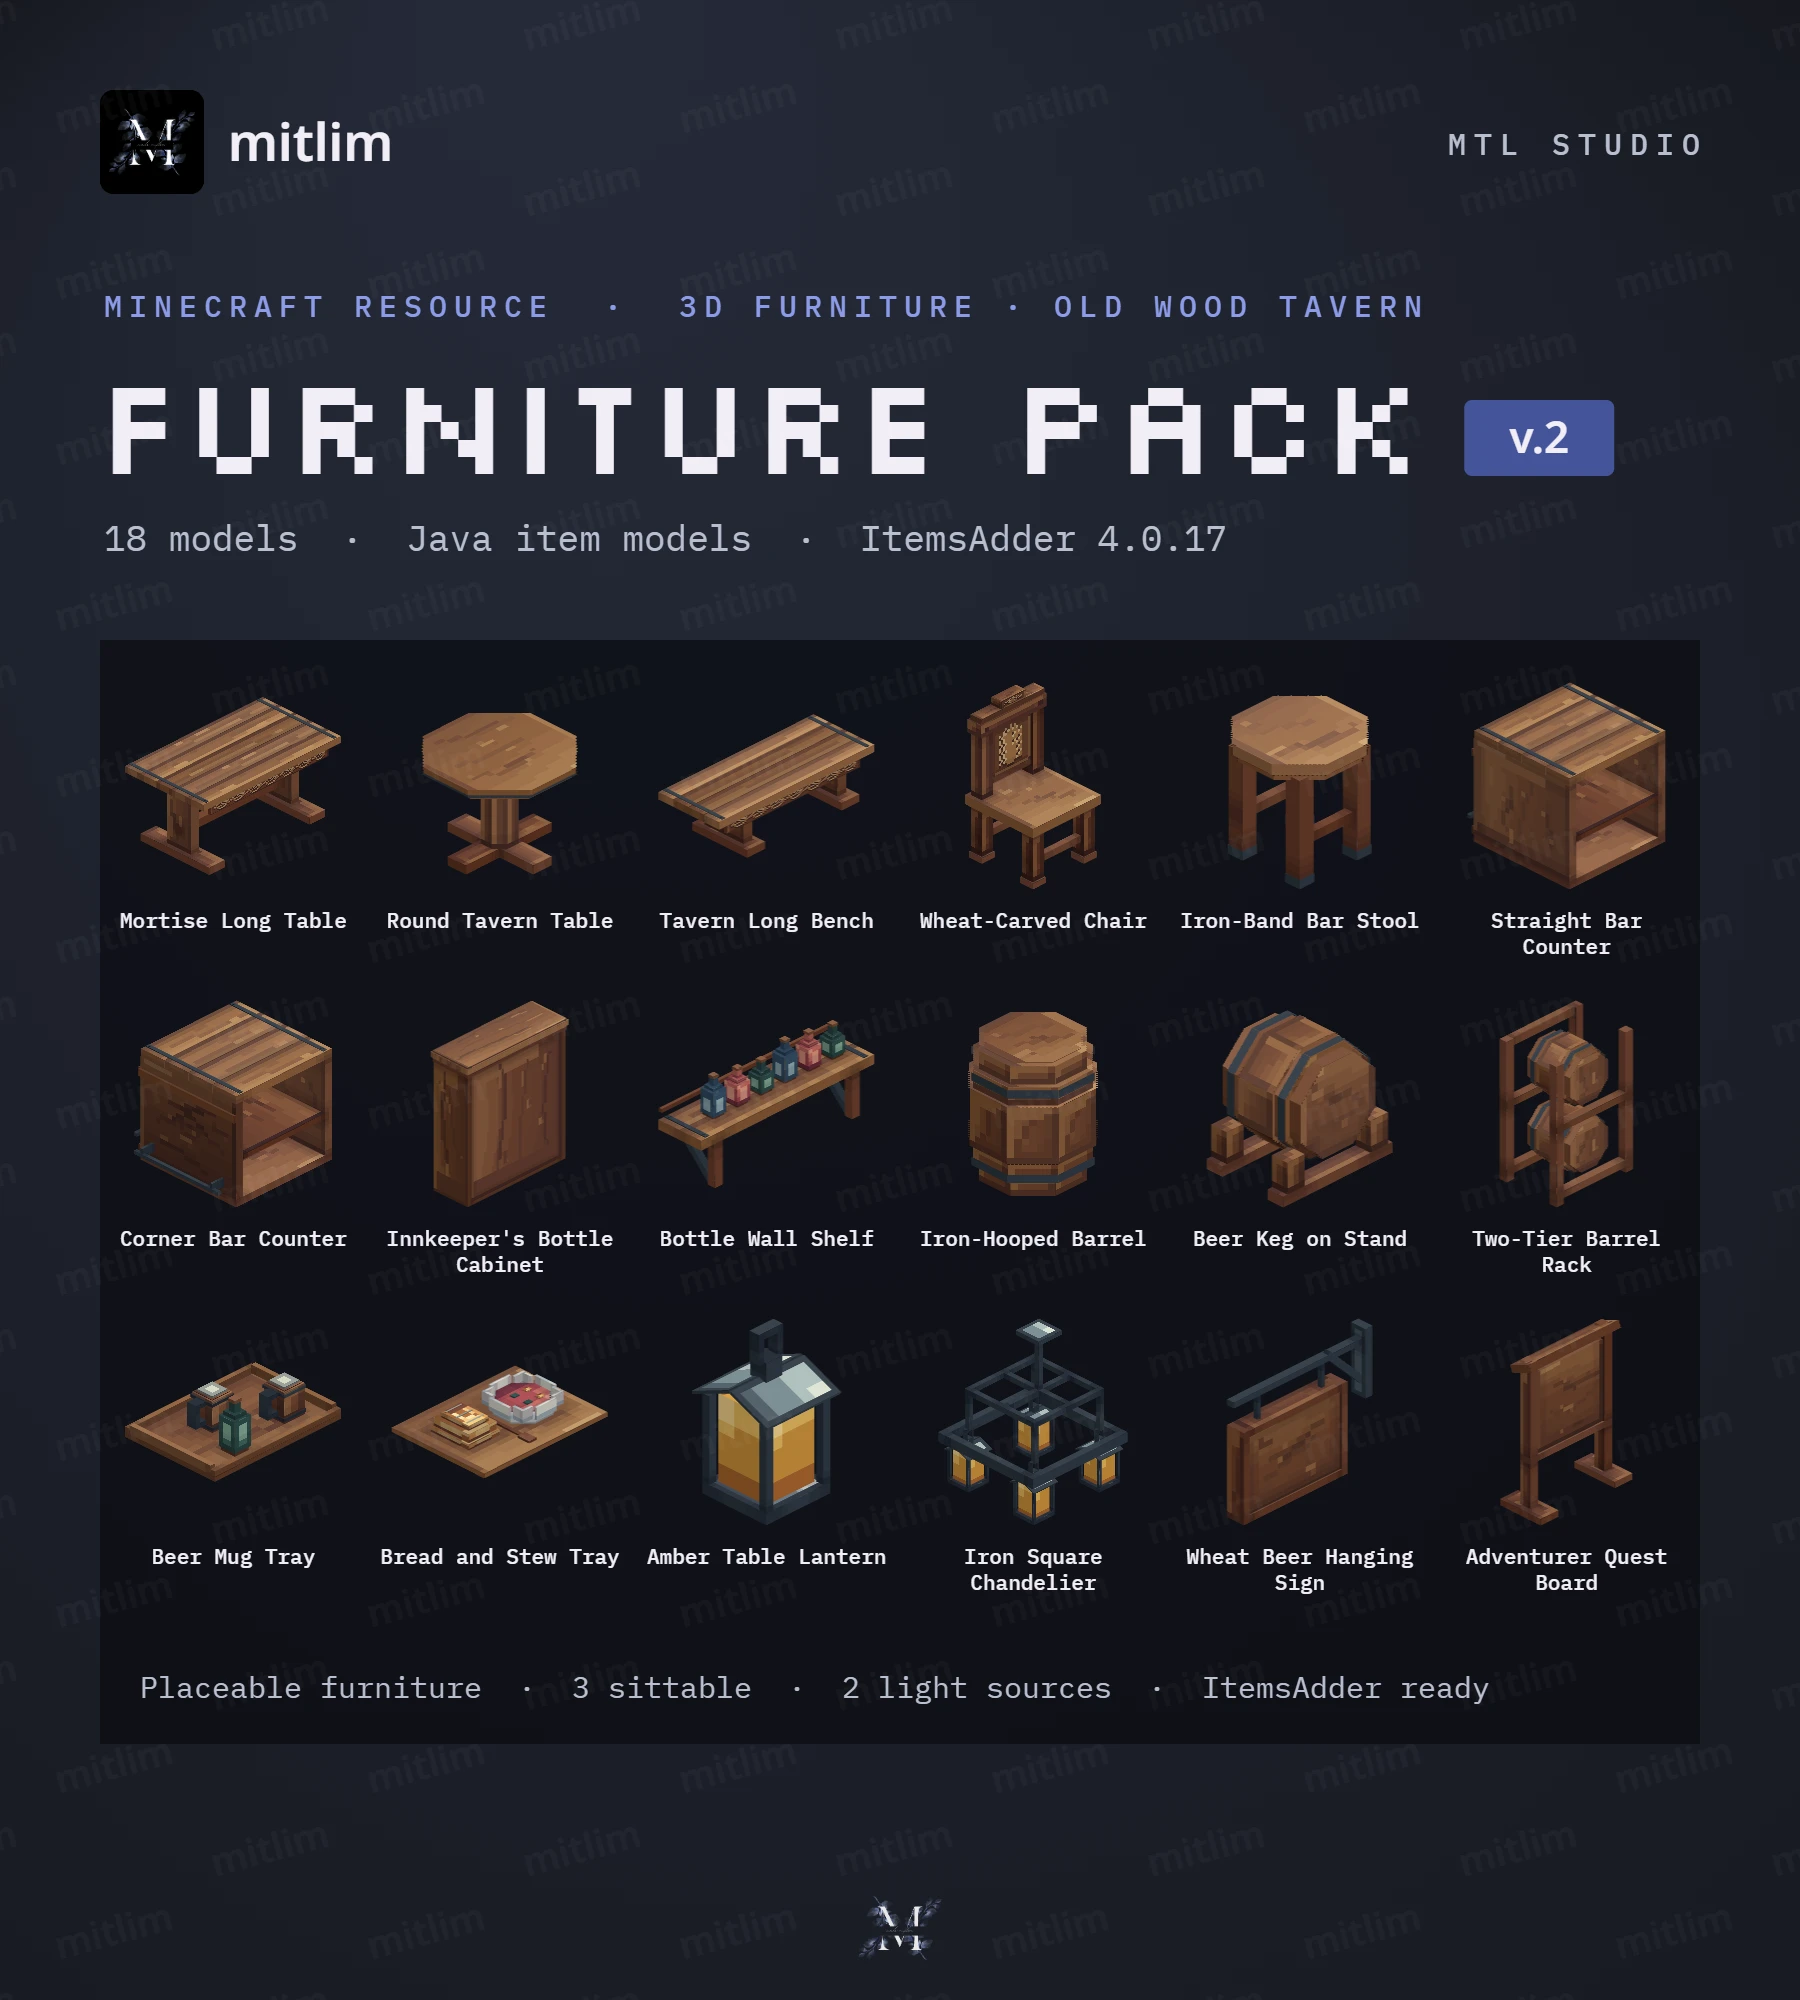 mitlim
MTL STUDIO
MINECRAFT RESOURCE · 3D FURNITURE · OLD WOOD TAVERN
FURNITURE PACK v.2
18 models · Java item models · ItemsAdder 4.0.17
Mortise Long Table
Round Tavern Table
Tavern Long Bench
Wheat-Carved Chair
Iron-Band Bar Stool
Straight Bar
Counter
Corner Bar Counter
Innkeeper's Bottle
Cabinet
Bottle Wall Shelf
Iron-Hooped Barrel
Beer Keg on Stand
Two-Tier Barrel
Rack
Beer Mug Tray
Bread and Stew Tray
Amber Table Lantern
Iron Square
Chandelier
Wheat Beer Hanging
Sign
Adventurer Quest
Board
Placeable furniture · 3 sittable · 2 light sources · ItemsAdder ready